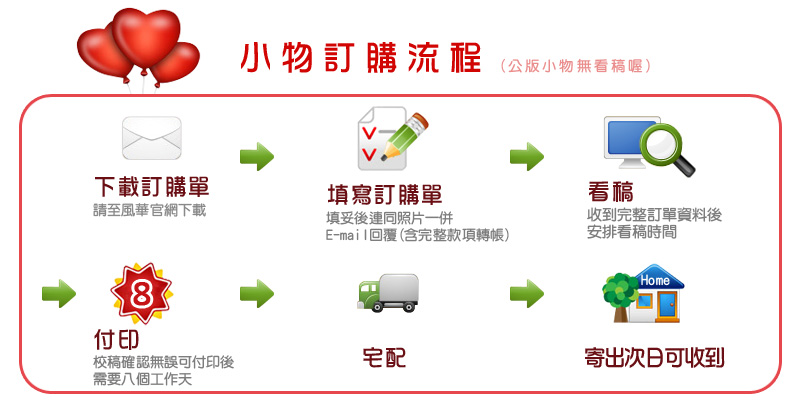 小物訂購流程 (公版小物無看稿喔)
下載訂購單
請至風華官網下載
填寫訂購單
填妥後連同照片一併
E-mail回覆(含完整款項轉帳)
看稿
收到完整訂單資料後
安排看稿時間
8
付印
校稿確認無誤可付印後
需要八個工作天
宅配
Home
寄出次日可收到